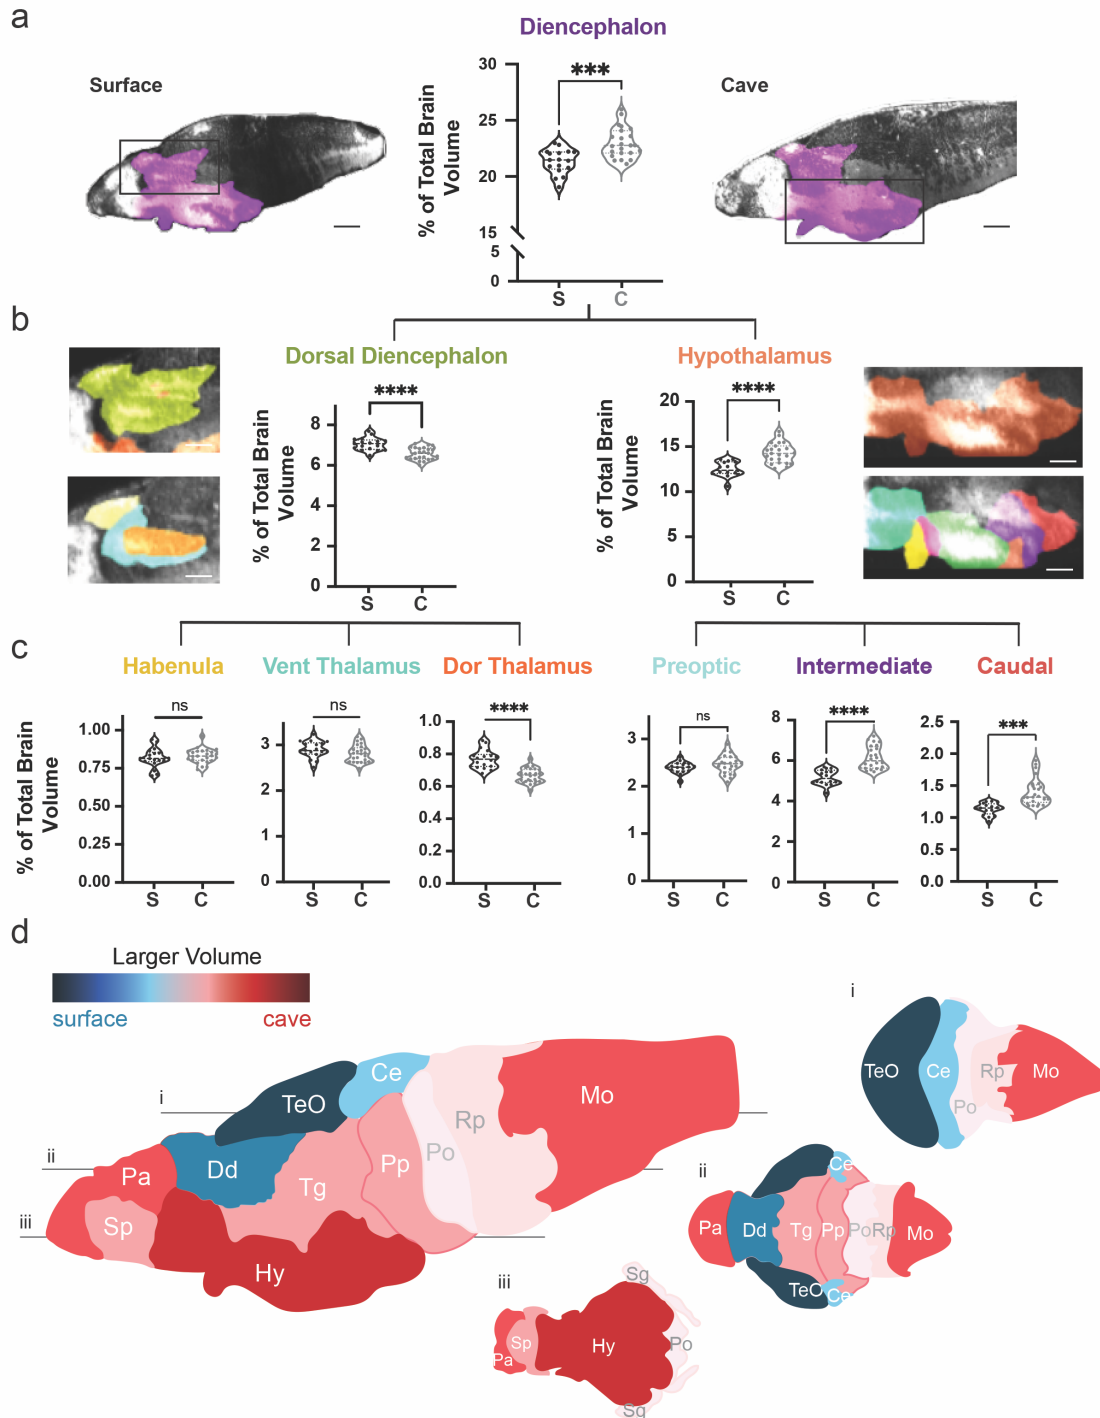 a
Diencephalon
Surface
Cave
% of Total Brain
Volume
30
25
20
15
5
0
***
S
C
b
Dorsal Diencephalon
Hypothalamus
% of Total Brain
Volume
8
6
4
2
0
****
S
C
% of Total Brain
Volume
20
15
10
5
0
****
S
C
c
Habenula
Vent Thalamus
Dor Thalamus
Preoptic
Intermediate
Caudal
% of Total Brain
Volume
1.00
0.75
0.50
0.25
0.00
ns
S
C
3
2
1
0
ns
S
C
1.0
0.8
0.6
0.4
0.2
0.0
****
S
C
3
2
1
0
ns
S
C
8
6
4
2
0
****
S
C
2.5
2.0
1.5
1.0
0.5
0.0
***
S
C
d
Larger Volume
surface
cave
i
ii
iii
TeO
Ce
Mo
Rp
Po
Pp
Tg
Dd
Pa
Sp
Hy
i
TeO
Ce
Po
Rp
Mo
ii
Ce
Pa
Dd
Tg
Pp
Po
Rp
Mo
TeO
Ce
iii
Sg
Sp
Pa
Hy
Po
Sg